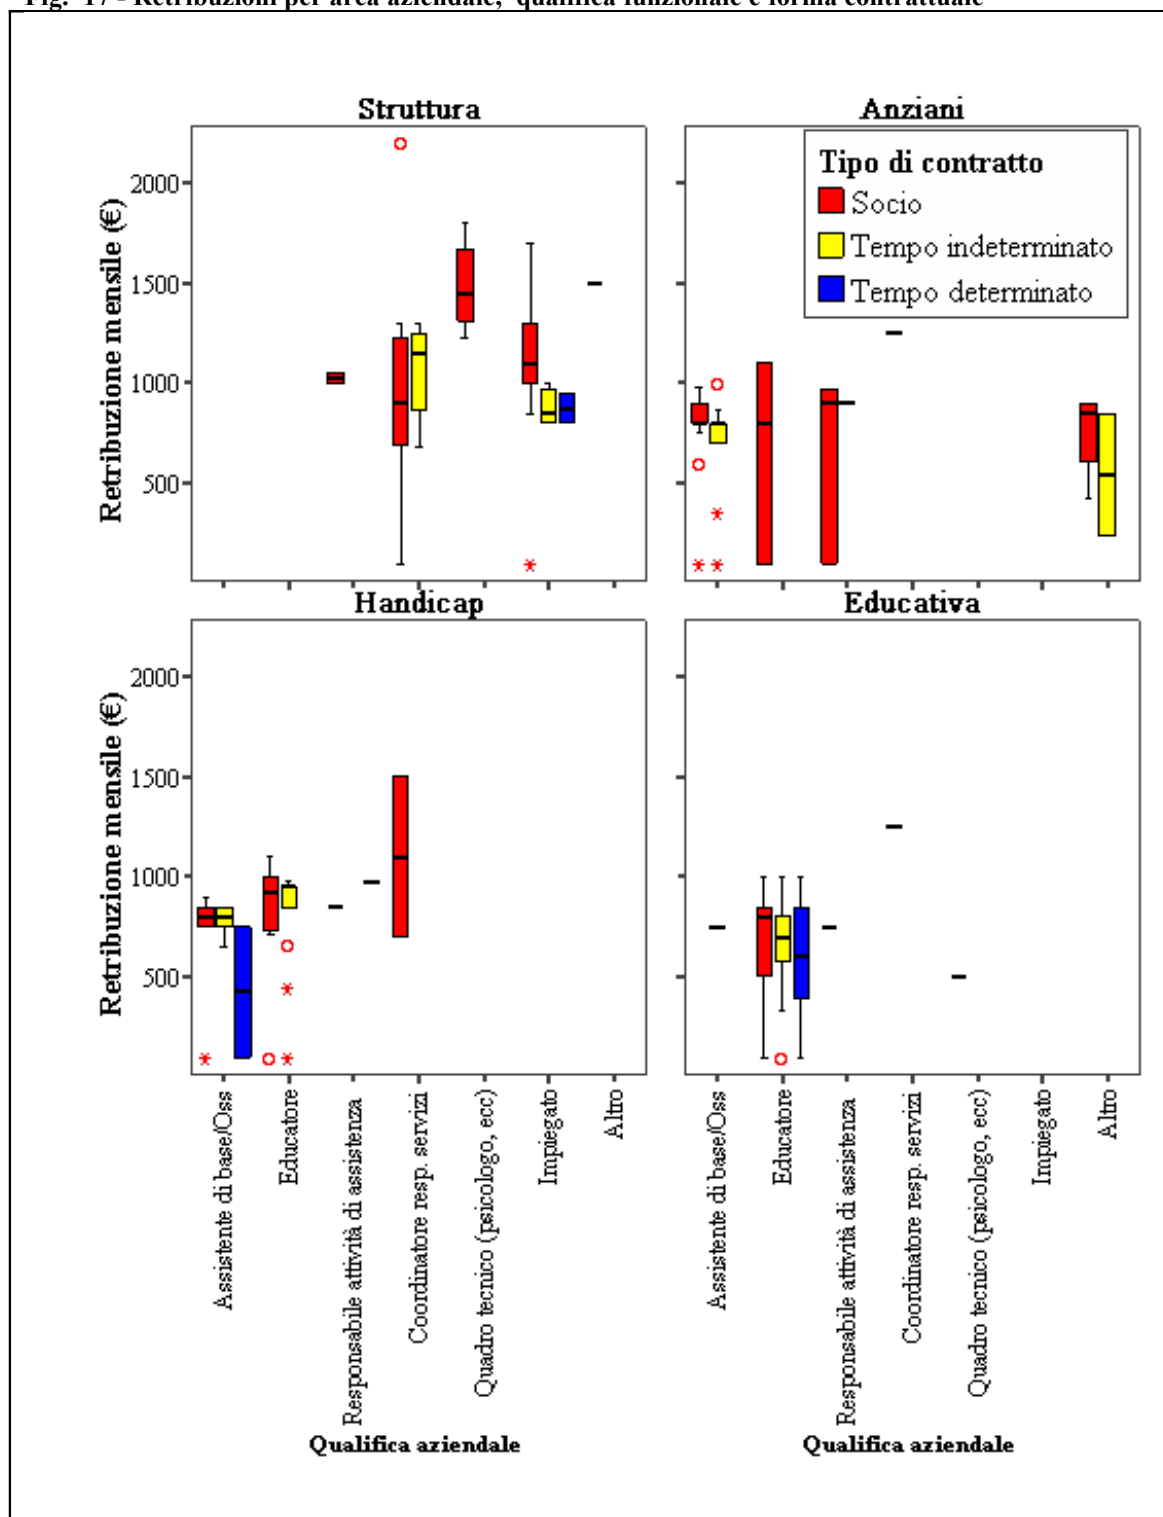 Fig. 17 - Retribuzioni per area aziendale, qualifica funzionale e forma contrattuale
Struttura
Anziani
Tipo di contratto
Socio
Tempo indeterminato
Tempo determinato
Retribuzione mensile (€)
2000
1500
1000
500
Handicap
Educativa
Retribuzione mensile (€)
2000
1500
1000
500
Assistente di base/Oss
Educatore
Responsabile attività di assistenza
Coordinatore resp. servizi
Quadro tecnico (psicologo, ecc)
Impiegato
Altro
Assistente di base/Oss
Educatore
Responsabile attività di assistenza
Coordinatore resp. servizi
Quadro tecnico (psicologo, ecc)
Impiegato
Altro
Qualifica aziendale
Qualifica aziendale